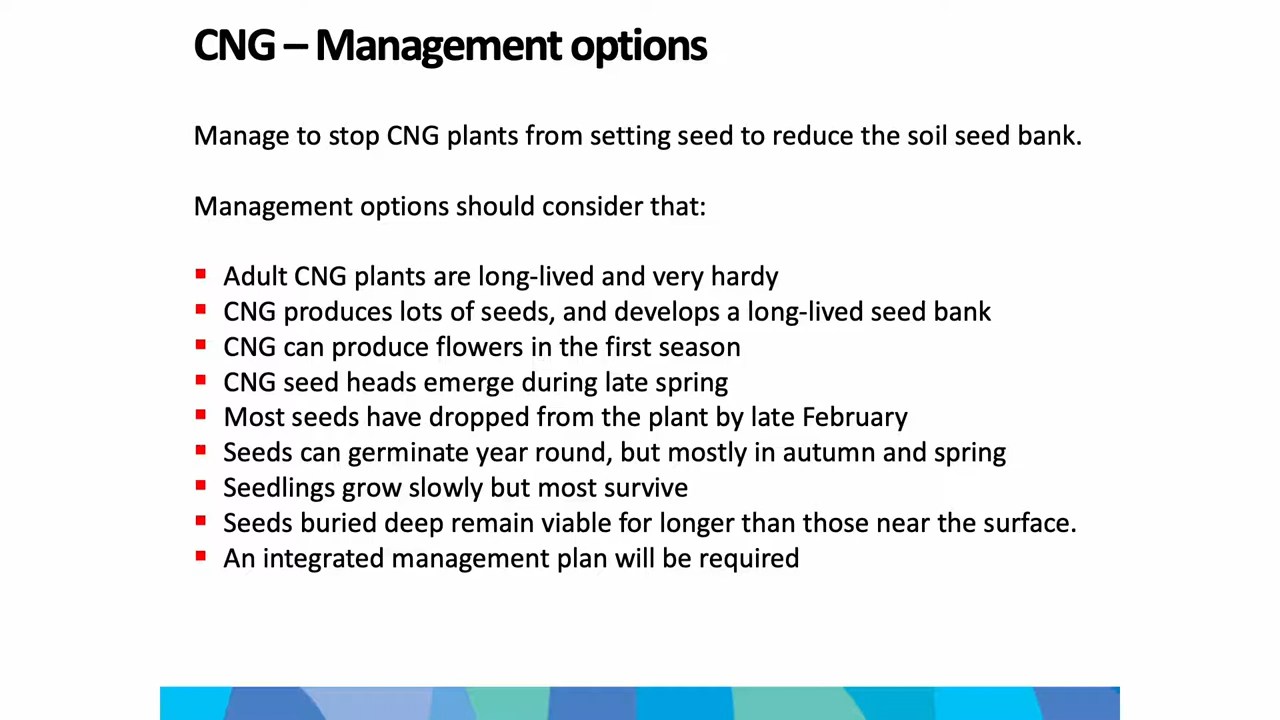 CNG – Management options
Manage to stop CNG plants from setting seed to reduce the soil seed bank.
Management options should consider that:
▪ Adult CNG plants are long-lived and very hardy
▪ CNG produces lots of seeds, and develops a long-lived seed bank
▪ CNG can produce flowers in the first season
▪ CNG seed heads emerge during late spring
▪ Most seeds have dropped from the plant by late February
▪ Seeds can germinate year round, but mostly in autumn and spring
▪ Seedlings grow slowly but most survive
▪ Seeds buried deep remain viable for longer than those near the surface.
▪ An integrated management plan will be required